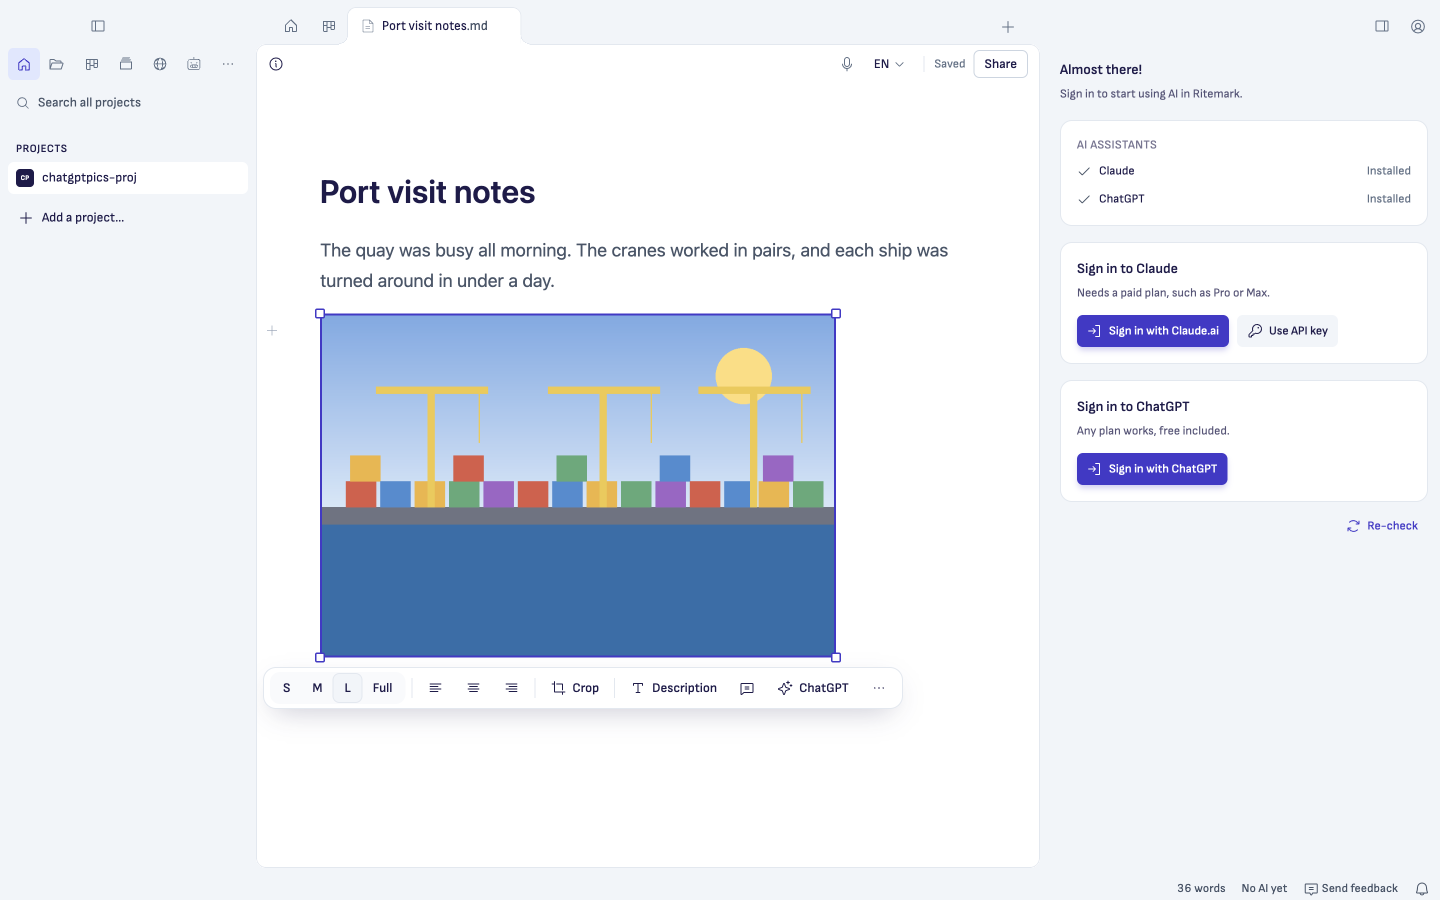 Port visit notes.md
EN
Saved
Share
Search all projects
PROJECTS
CP
chatgptpics-proj
Add a project...
Port visit notes
The quay was busy all morning. The cranes worked in pairs, and each ship was
turned around in under a day.
S M L Full
Crop
Description
ChatGPT
Almost there!
Sign in to start using AI in Ritemark.
AI ASSISTANTS
Claude Installed
ChatGPT Installed
Sign in to Claude
Needs a paid plan, such as Pro or Max.
Sign in with Claude.ai
Use API key
Sign in to ChatGPT
Any plan works, free included.
Sign in with ChatGPT
Re-check
36 words
No AI yet
Send feedback